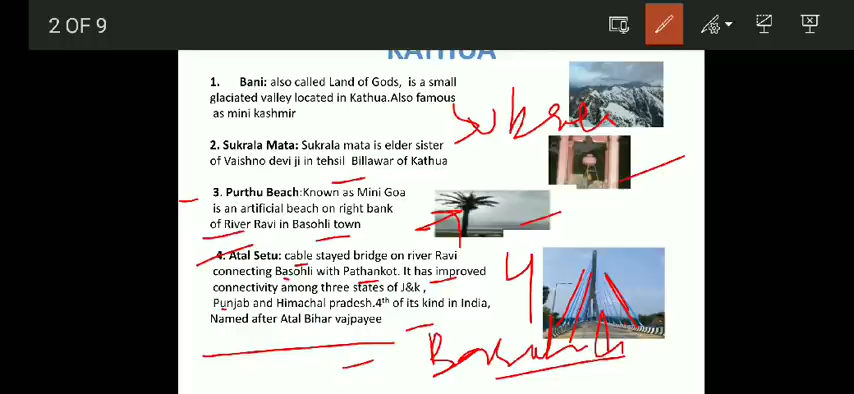 2 OF 9
KATHUA
1. Bani: also called Land of Gods, is a small
glaciated valley located in Kathua.Also famous
as mini kashmir
2. Sukrala Mata: Sukrala mata is elder sister
of Vaishno devi ji in tehsil Billawar of Kathua
3. Purthu Beach:Known as Mini Goa
is an artificial beach on right bank
of River Ravi in Basohli town
4. Atal Setu: cable stayed bridge on river Ravi
connecting Basohli with Pathankot. It has improved
connectivity among three states of J&k ,
Punjab and Himachal pradesh.4th of its kind in India,
Named after Atal Bihar vajpayee
4